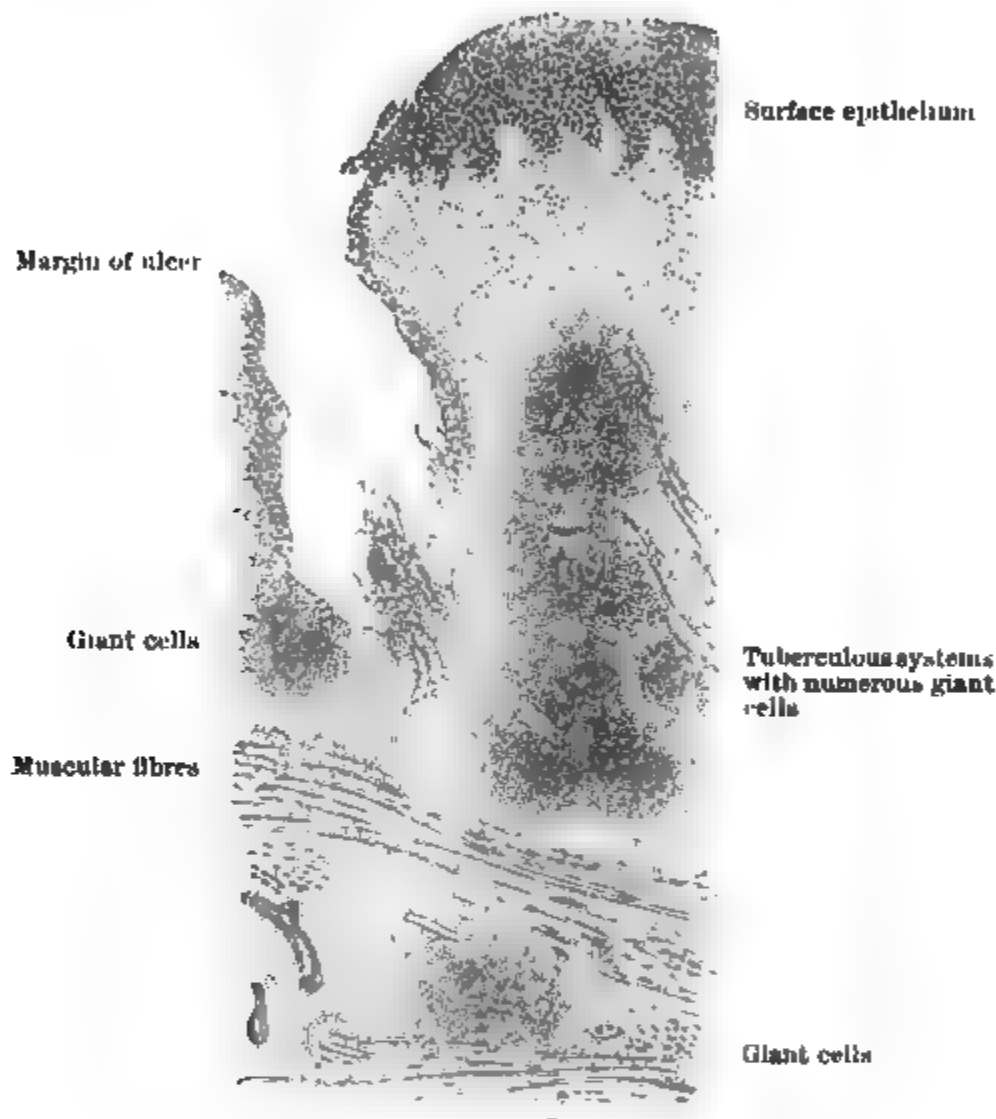 Surface epithelium
Margin of ulcer
Giant cells
Tuberculous systems
with numerous giant
cells
Muscular fibres
Giant cells